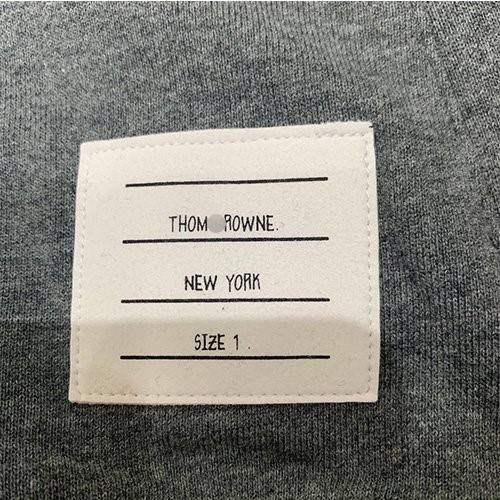 THOM ROWNE.
NEW YORK
SIZE 1 .